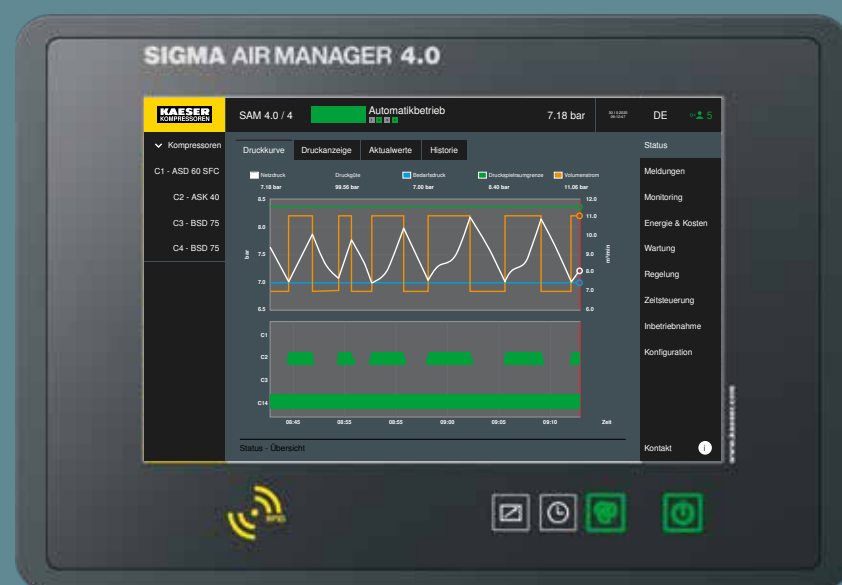 SIGMA AIR MANAGER 4.0
KAESER
KOMPRESSOREN
SAM 4.0 / 4
Automatikbetrieb
7.18 bar
DE
5
Kompressoren
C1 - ASD 60 SFC
C2 - ASK 40
C3 - BSD 75
C4 - BSD 75
Druckkurve Druckanzeige Aktualwerte Historie
Netzdruck Druckgüte Bedarfsdruck Druckspielraumgrenze Volumenstrom
7.18 bar 99.56 bar 7.00 bar 8.40 bar 11.06 bar
8.5 12.0
11.0
8.0 10.0
bar 7.5 9.0 m³/min
8.0
7.0 7.0
6.5 6.0
C1
C2
C3
C14
08:45 08:55 08:55 09:00 09:05 09:10 Zeit
Status - Übersicht
Status
Meldungen
Monitoring
Energie & Kosten
Wartung
Regelung
Zeitsteuerung
Inbetriebnahme
Konfiguration
Kontakt i
www.kaeser.com
RFID